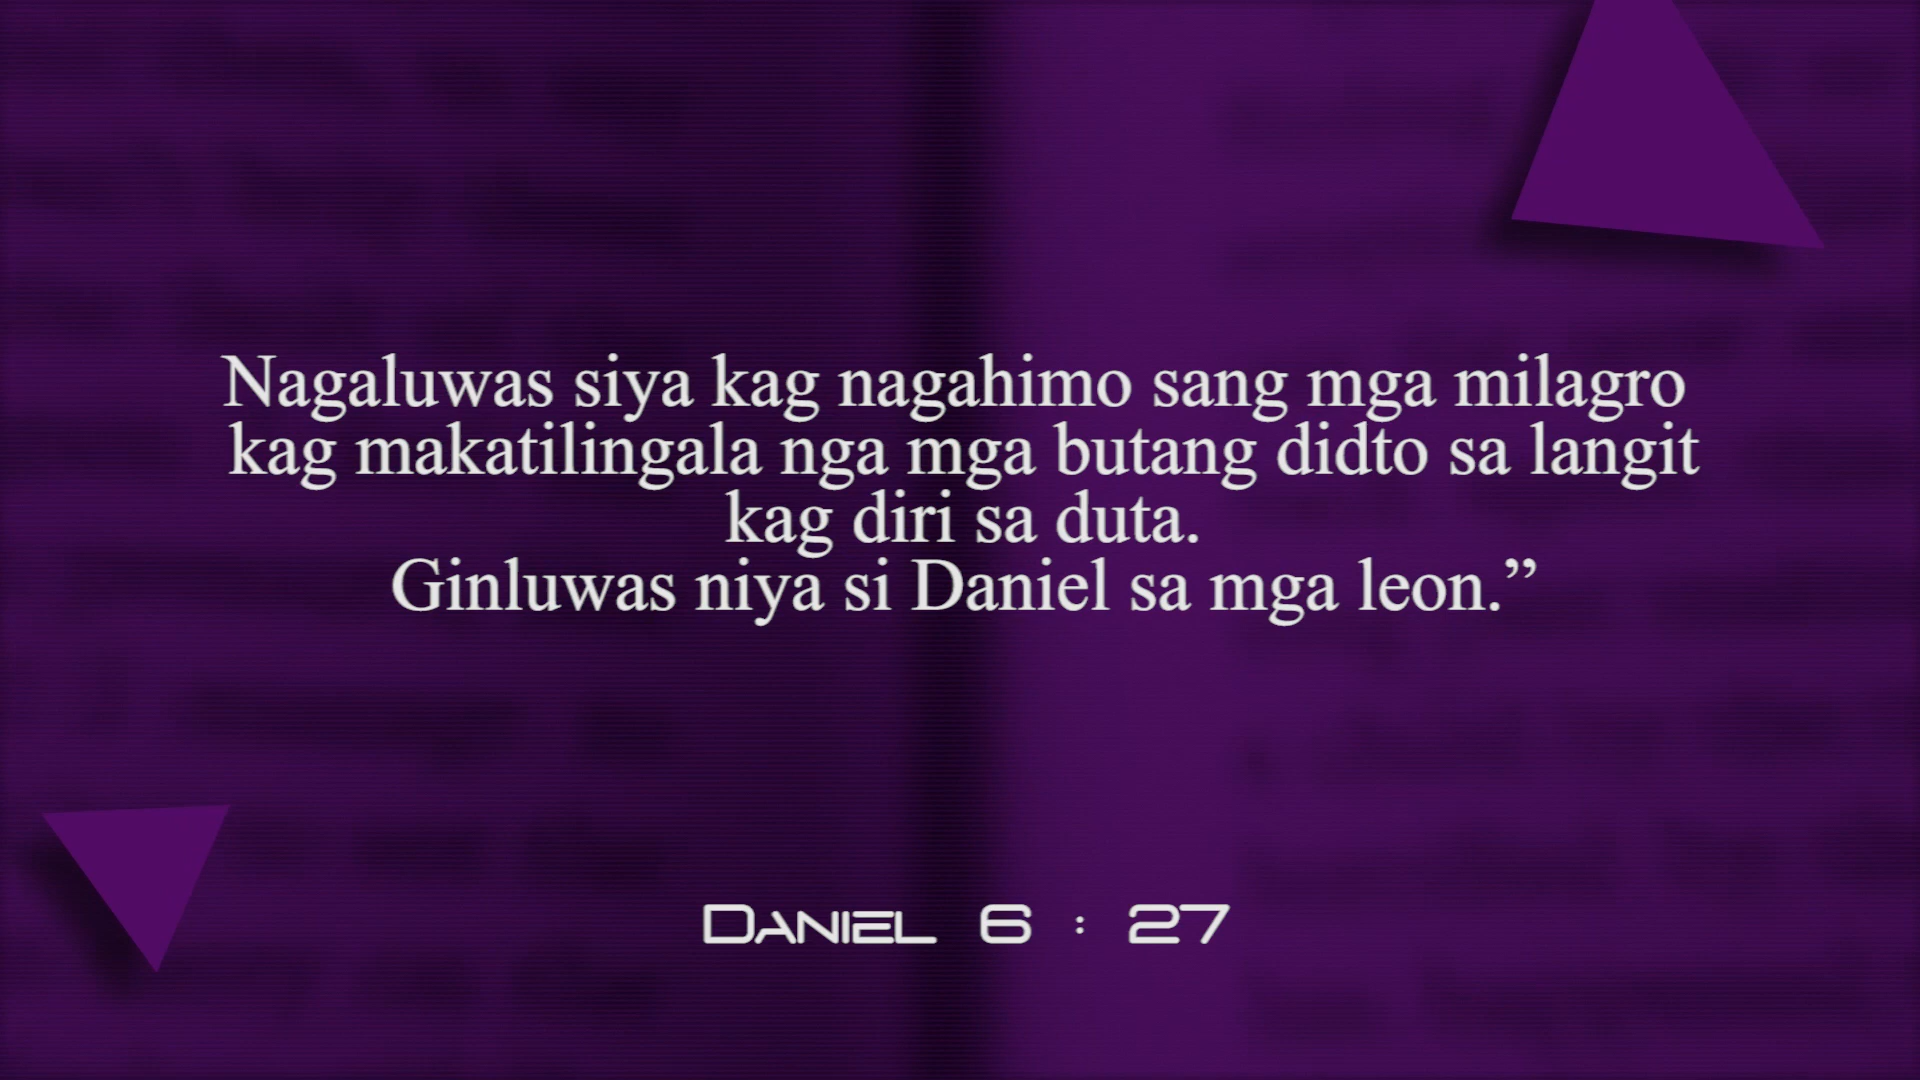 Nagaluwas siya kag nagahimo sang mga milagro
kag makatilingala nga mga butang didto sa langit
kag diri sa duta.
Ginluwas niya si Daniel sa mga leon.”
Daniel 6 : 27